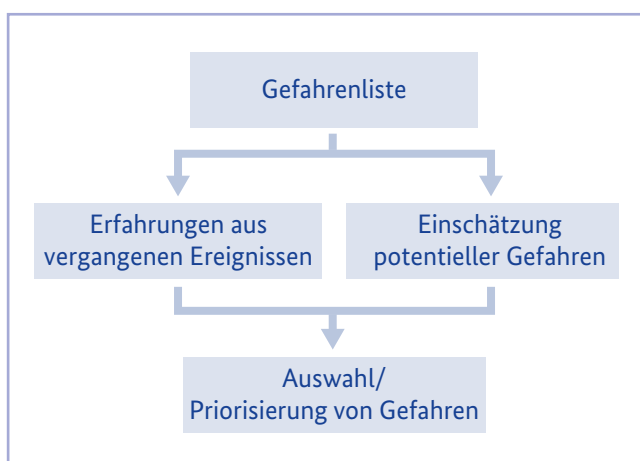 Gefahrenliste
Erfahrungen aus
vergangenen Ereignissen
Einschätzung
potentieller Gefahren
Auswahl/
Priorisierung von Gefahren